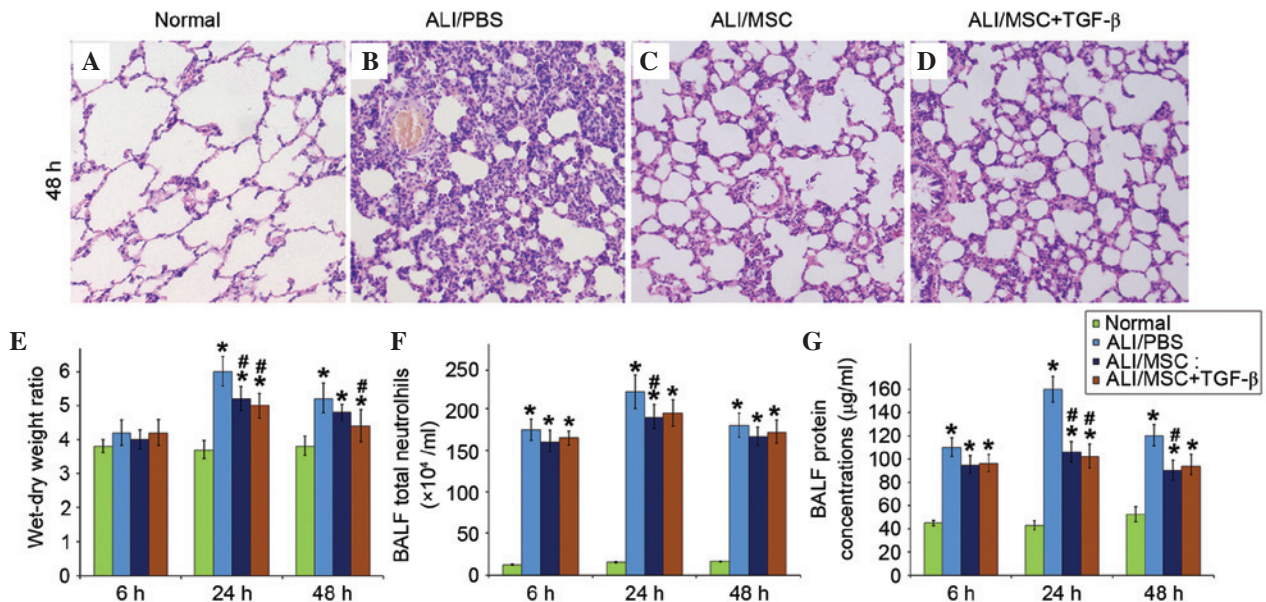 Normal
ALI/PBS
ALI/MSC
ALI/MSC+TGF-β
A
B
C
D
48 h
E
Wet-dry weight ratio
6
5
4
3
2
1
0
*
#
*
#
*
*
*
#
*
6 h
24 h
48 h
F
BALF total neutrolhils
(×10⁴ /ml)
250
200
150
100
50
0
*
*
*
*
#
*
*
*
*
*
6 h
24 h
48 h
G
BALF protein
concentrations (μg/ml)
160
140
120
100
80
60
40
20
0
*
*
*
*
#
*
#
*
*
#
*
*
6 h
24 h
48 h
Normal
ALI/PBS
ALI/MSC :
ALI/MSC+TGF-β